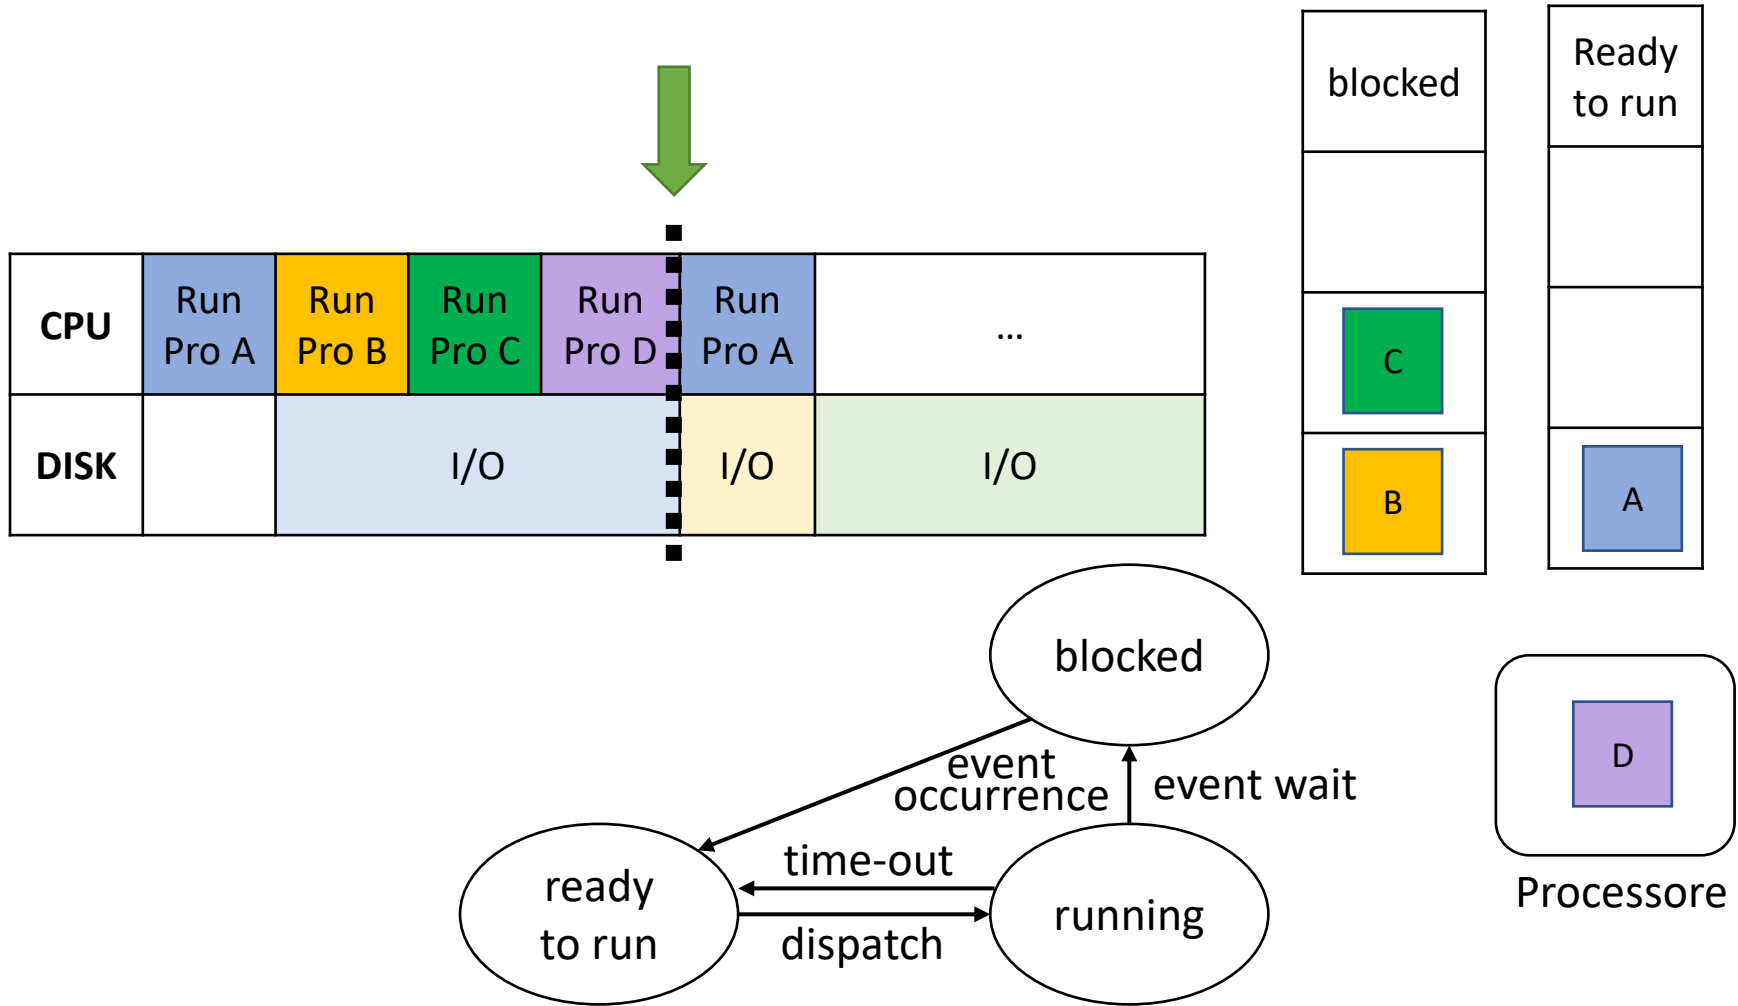 blocked
Ready
to run
CPU
Run
Pro A
Run
Pro B
Run
Pro C
Run
Pro D
Run
Pro A
...
DISK
I/O
I/O
I/O
C
B
A
blocked
event
occurrence
event wait
time-out
ready
to run
dispatch
running
D
Processore